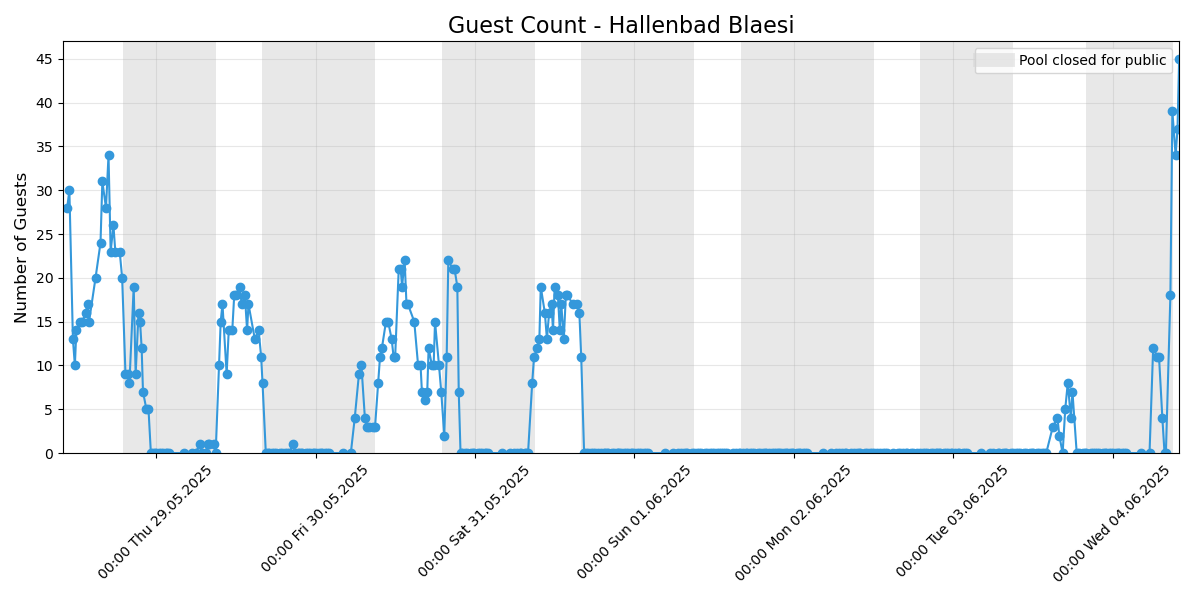 Guest Count - Hallenbad Blaesi
Pool closed for public
Number of Guests
45
40
35
30
25
20
15
10
5
0
00:00 Thu 29.05.2025
00:00 Fri 30.05.2025
00:00 Sat 31.05.2025
00:00 Sun 01.06.2025
00:00 Mon 02.06.2025
00:00 Tue 03.06.2025
00:00 Wed 04.06.2025